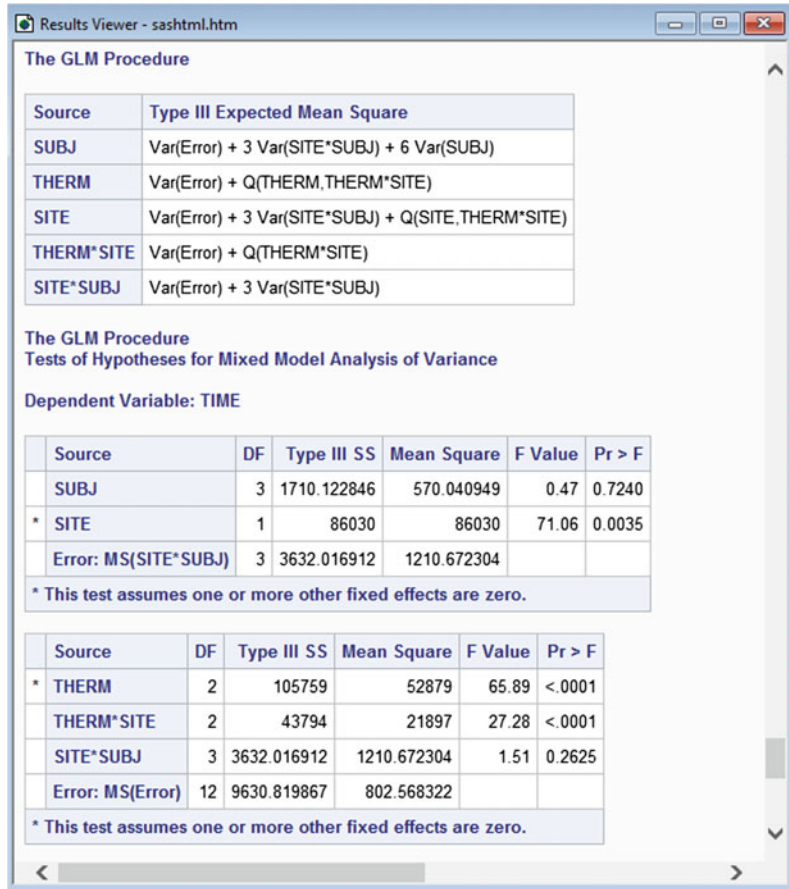 Results Viewer - sashtml.htm
The GLM Procedure
Source Type III Expected Mean Square
SUBJ Var(Error) + 3 Var(SITE*SUBJ) + 6 Var(SUBJ)
THERM Var(Error) + Q(THERM,THERM*SITE)
SITE Var(Error) + 3 Var(SITE*SUBJ) + Q(SITE,THERM*SITE)
THERM*SITE Var(Error) + Q(THERM*SITE)
SITE*SUBJ Var(Error) + 3 Var(SITE*SUBJ)
The GLM Procedure
Tests of Hypotheses for Mixed Model Analysis of Variance
Dependent Variable: TIME
Source DF Type III SS Mean Square F Value Pr > F
SUBJ 3 1710.122846 570.040949 0.47 0.7240
* SITE 1 86030 86030 71.06 0.0035
Error: MS(SITE*SUBJ) 3 3632.016912 1210.672304
* This test assumes one or more other fixed effects are zero.
Source DF Type III SS Mean Square F Value Pr > F
* THERM 2 105759 52879 65.89 <.0001
THERM*SITE 2 43794 21897 27.28 <.0001
SITE*SUBJ 3 3632.016912 1210.672304 1.51 0.2625
Error: MS(Error) 12 9630.819867 802.568322
* This test assumes one or more other fixed effects are zero.